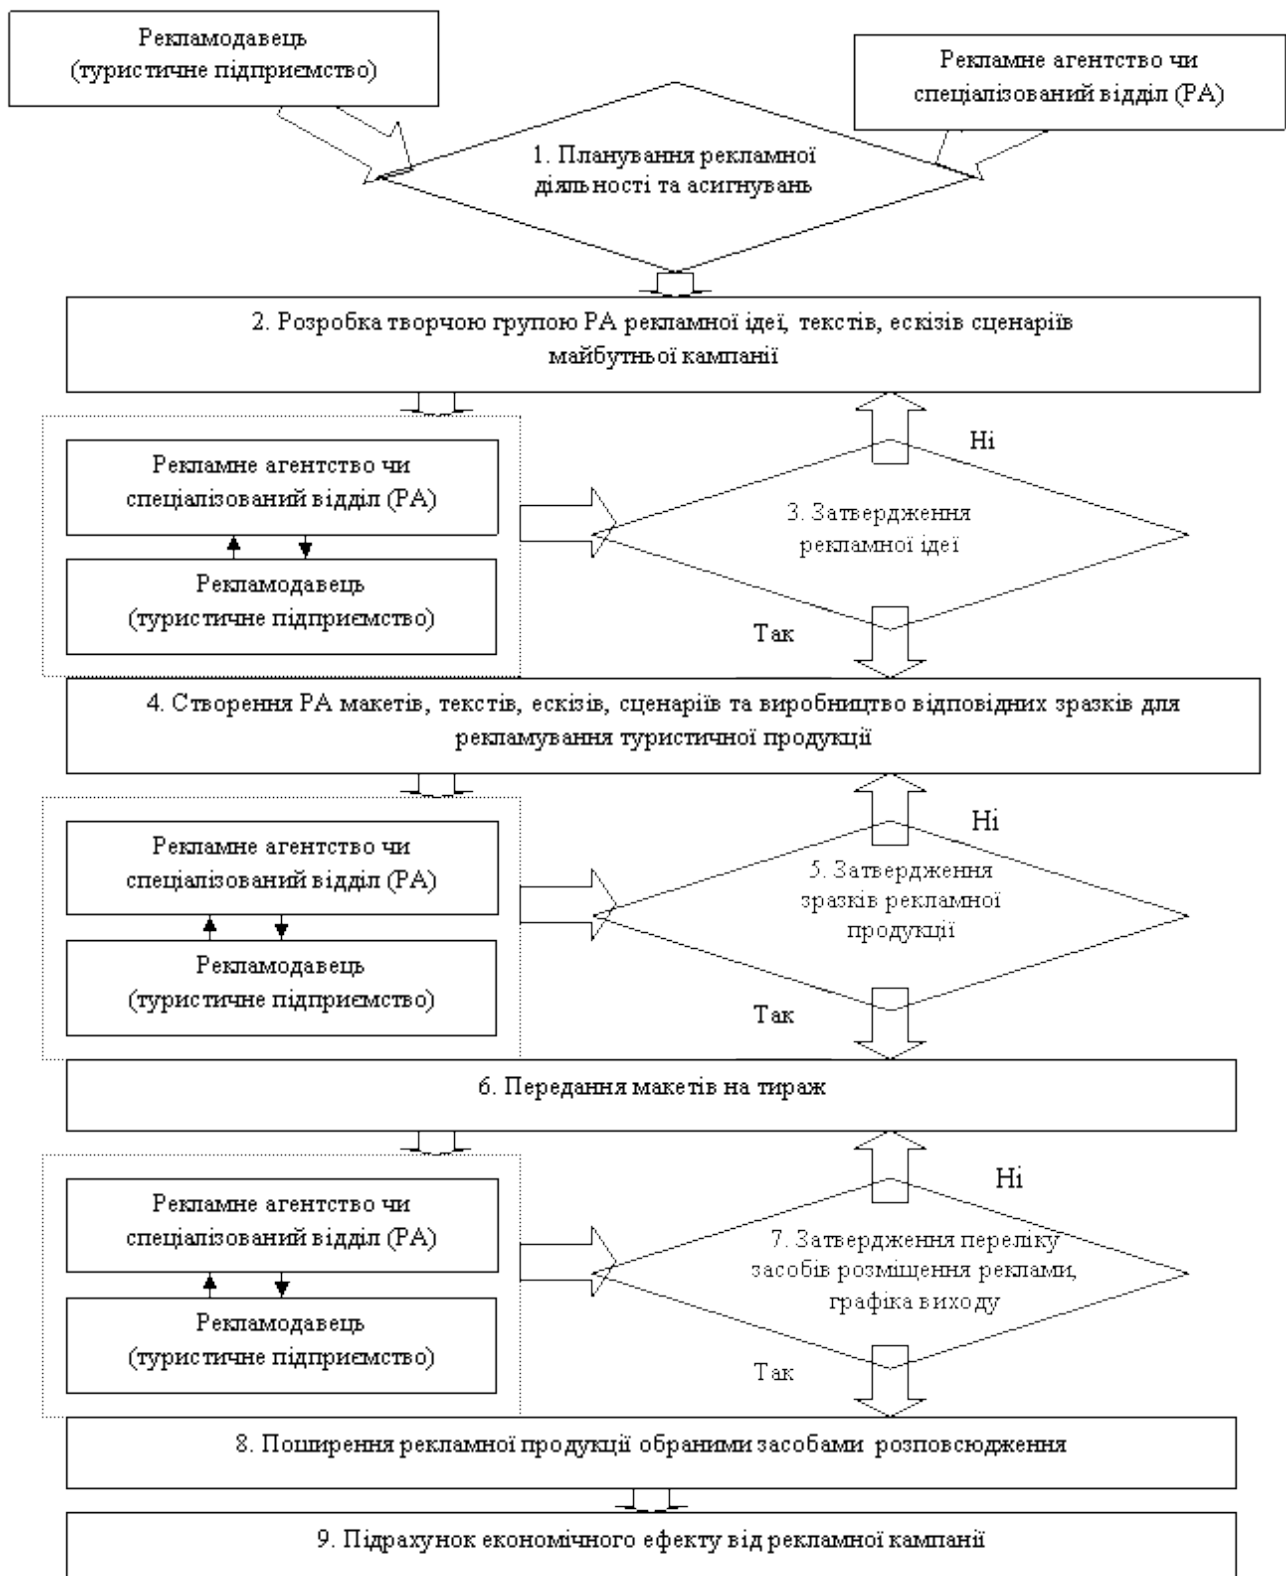 Рекламодавець
(туристичне підприємство)
Рекламне агентство чи
спеціалізований відділ (РА)
1. Планування рекламної
діяльності та асигнувань
2. Розробка творчою групою РА рекламної ідеї, текстів, ескізів сценаріїв
майбутньої кампанії
Рекламне агентство чи
спеціалізований відділ (РА)
Рекламодавець
(туристичне підприємство)
Ні
3. Затвердження
рекламної ідеї
Так
4. Створення РА макетів, текстів, ескізів, сценаріїв та виробництво відповідних зразків для
рекламування туристичної продукції
Рекламне агентство чи
спеціалізований відділ (РА)
Рекламодавець
(туристичне підприємство)
Ні
5. Затвердження
зразків рекламної
продукції
Так
6. Передання макетів на тираж
Рекламне агентство чи
спеціалізований відділ (РА)
Рекламодавець
(туристичне підприємство)
Ні
7. Затвердження переліку
засобів розміщення реклами,
графіка виходу
Так
8. Поширення рекламної продукції обраними засобами розповсюдження
9. Підрахунок економічного ефекту від рекламної кампанії